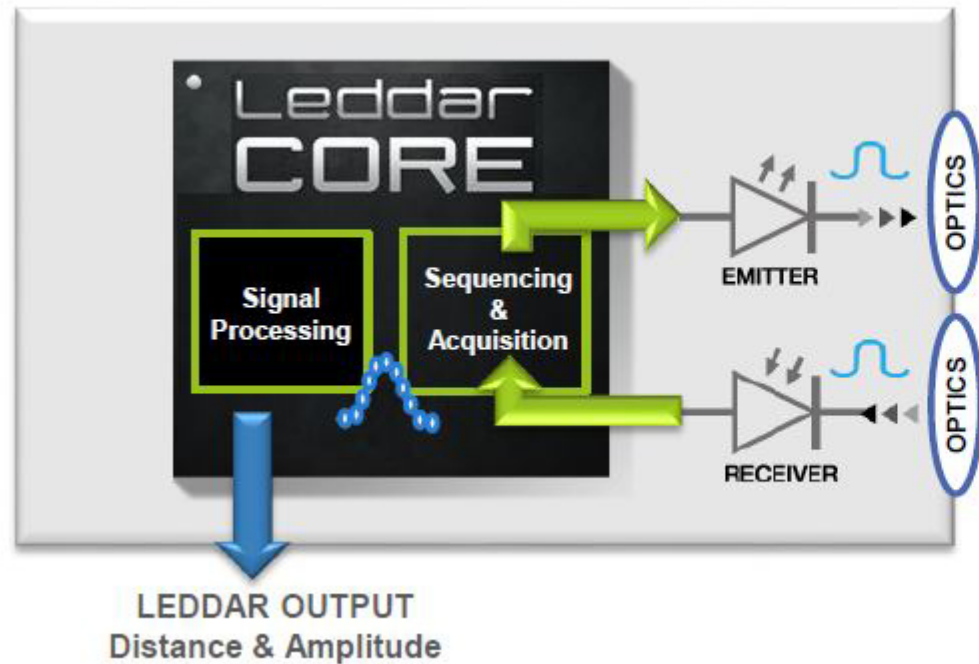 Leddar
CORE
Signal
Processing
Sequencing
&
Acquisition
EMITTER
OPTICS
RECEIVER
OPTICS
LEDDAR OUTPUT
Distance & Amplitude